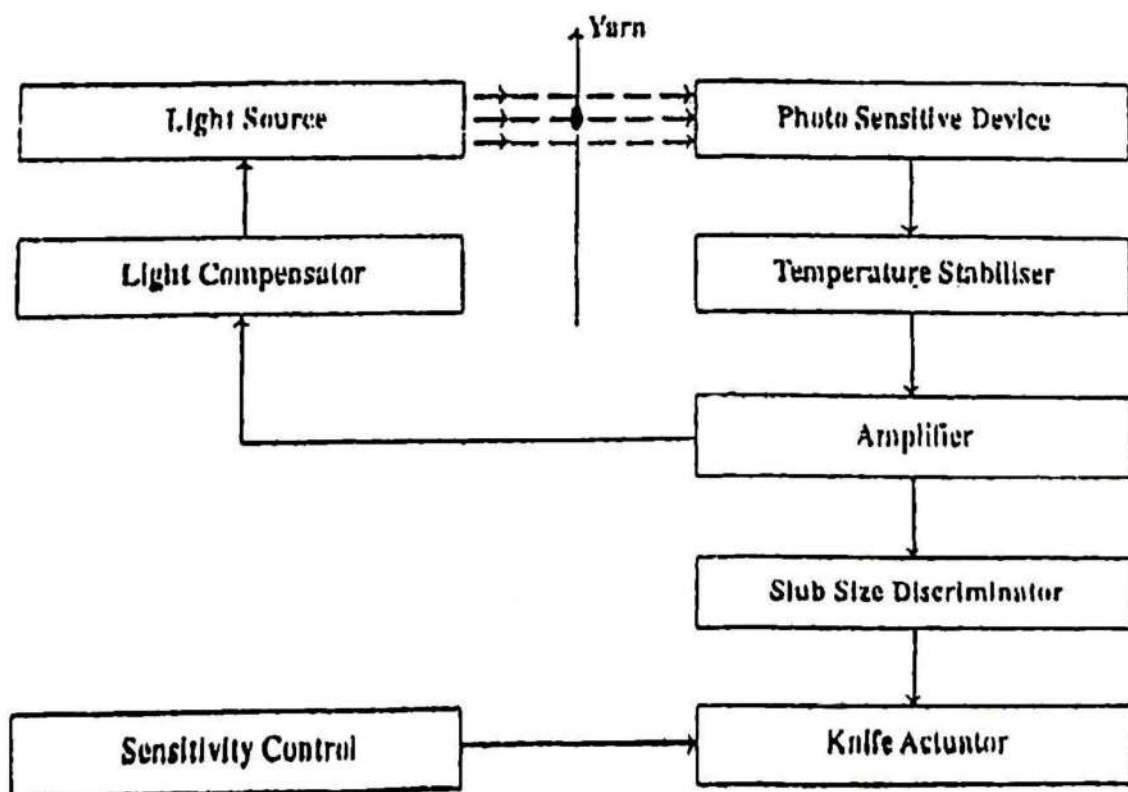 Yarn
Light Source
Photo Sensitive Device
Light Compensator
Temperature Stabiliser
Amplifier
Slub Size Discriminator
Sensitivity Control
Knife Actuator